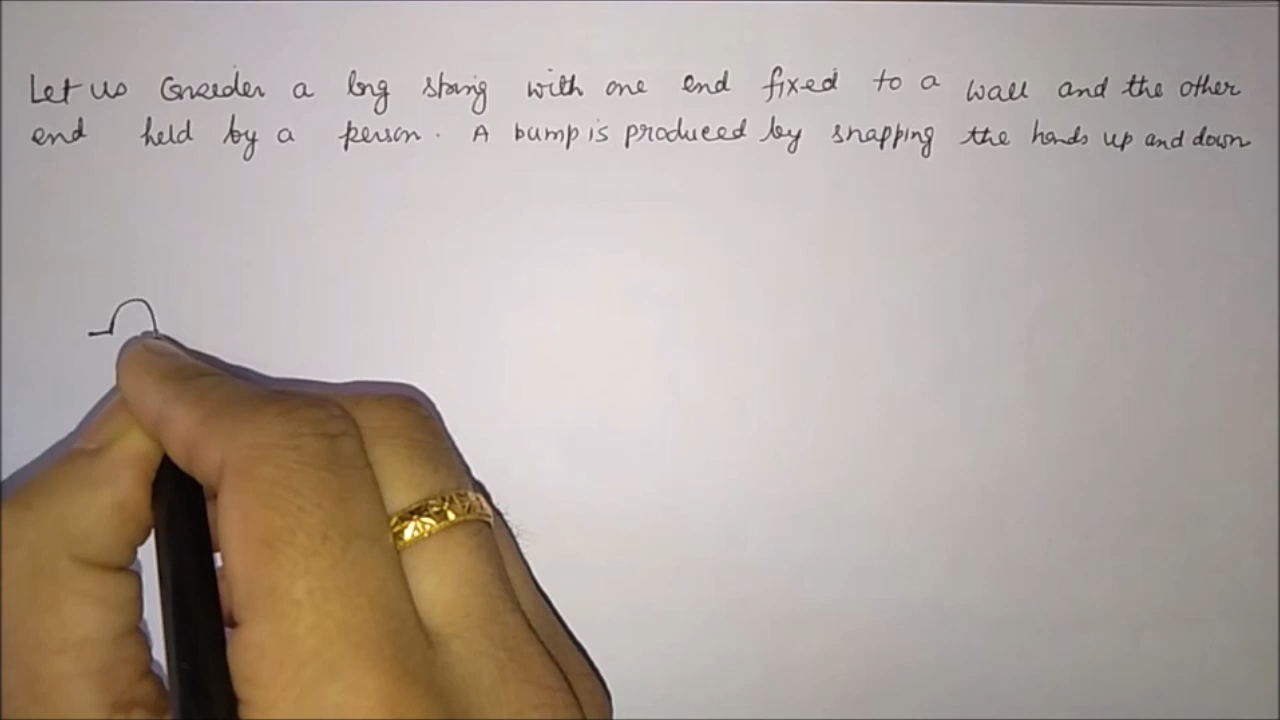 Let us Consider a long string with one end fixed to a wall and the other
end held by a person. A bump is produced by snapping the hands up and down